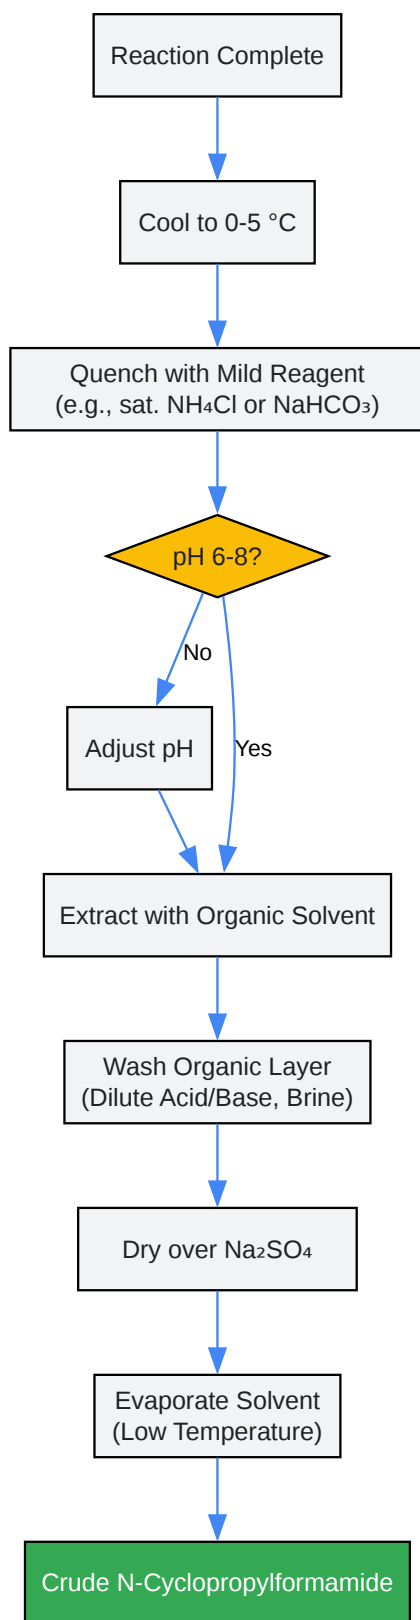 Reaction Complete
Cool to 0-5 °C
Quench with Mild Reagent
(e.g., sat. NH₄Cl or NaHCO₃)
pH 6-8?
No
Adjust pH
Yes
Extract with Organic Solvent
Wash Organic Layer
(Dilute Acid/Base, Brine)
Dry over Na₂SO₄
Evaporate Solvent
(Low Temperature)
Crude N-Cyclopropylformamide